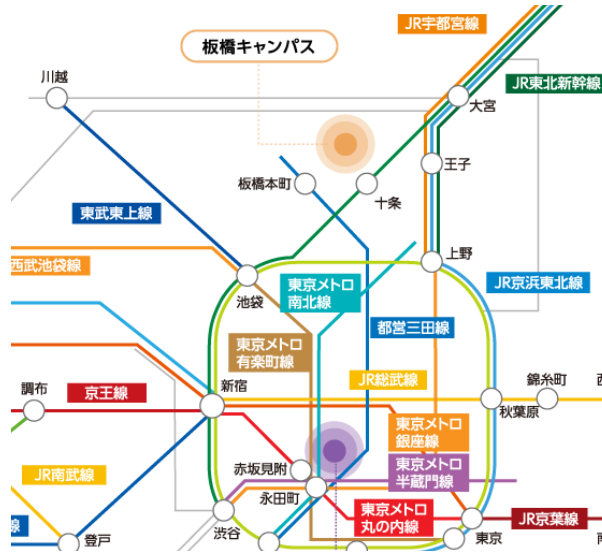 JR宇都宮線
板橋キャンパス
川越
JR東北新幹線
大宮
王子
板橋本町
十条
東武東上線
上野
西武池袋線
池袋
東京メトロ
南北線
JR京浜東北線
都営三田線
東京メトロ
有楽町線
JR総武線
錦糸町
西
新宿
調布
京王線
秋葉原
東京メトロ
銀座線
赤坂見附
東京メトロ
半蔵門線
JR南武線
永田町
東京メトロ
丸の内線
JR京葉線
渋谷
線
登戸
東京
南